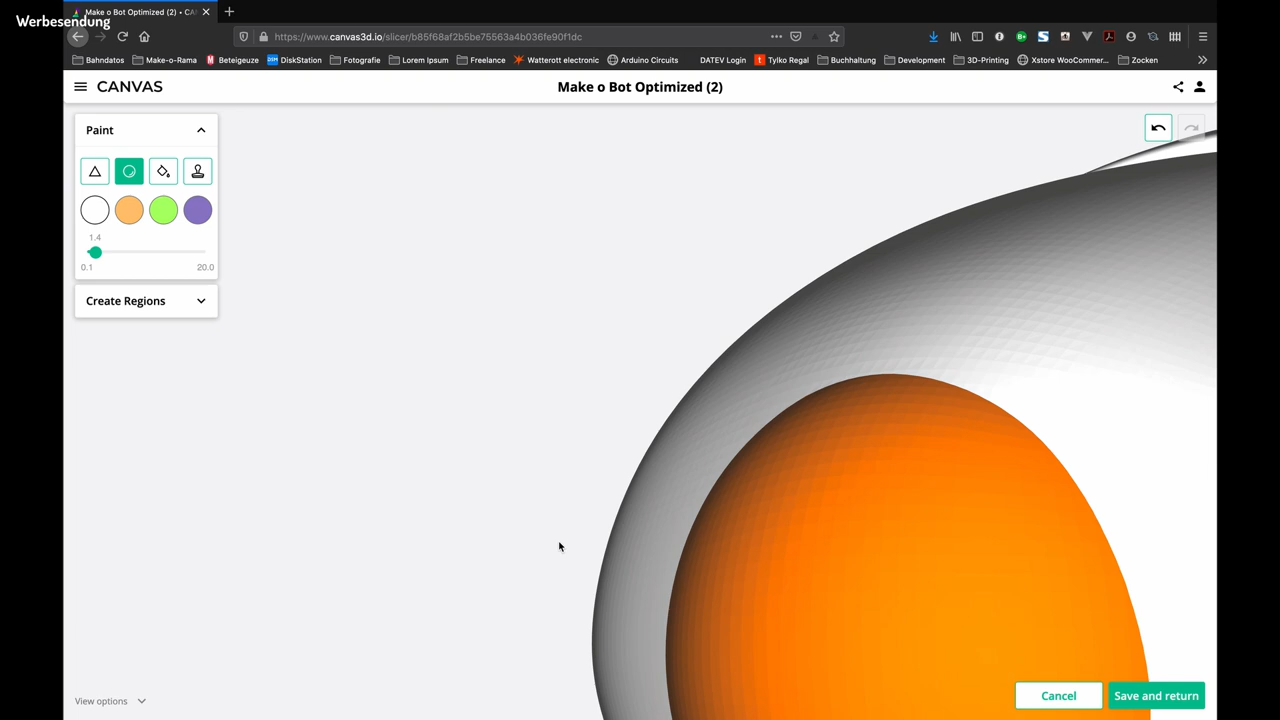 Make o Bot Optimized (2) • CA
Werbesendung
https://www.canvas3d.io/slicer/b85f68af2b5be75563a4b036fe90f1dc
Bahndatos Make-o-Rama Beteigeuze DiskStation Fotografie Lorem Ipsum Freelance Watterott electronic Arduino Circuits DATEV Login Tylko Regal Buchhaltung Development 3D-Printing Xstore WooCommer... Zocken
CANVAS
Make o Bot Optimized (2)
Paint
1.4
0.1 20.0
Create Regions
View options
Cancel
Save and return